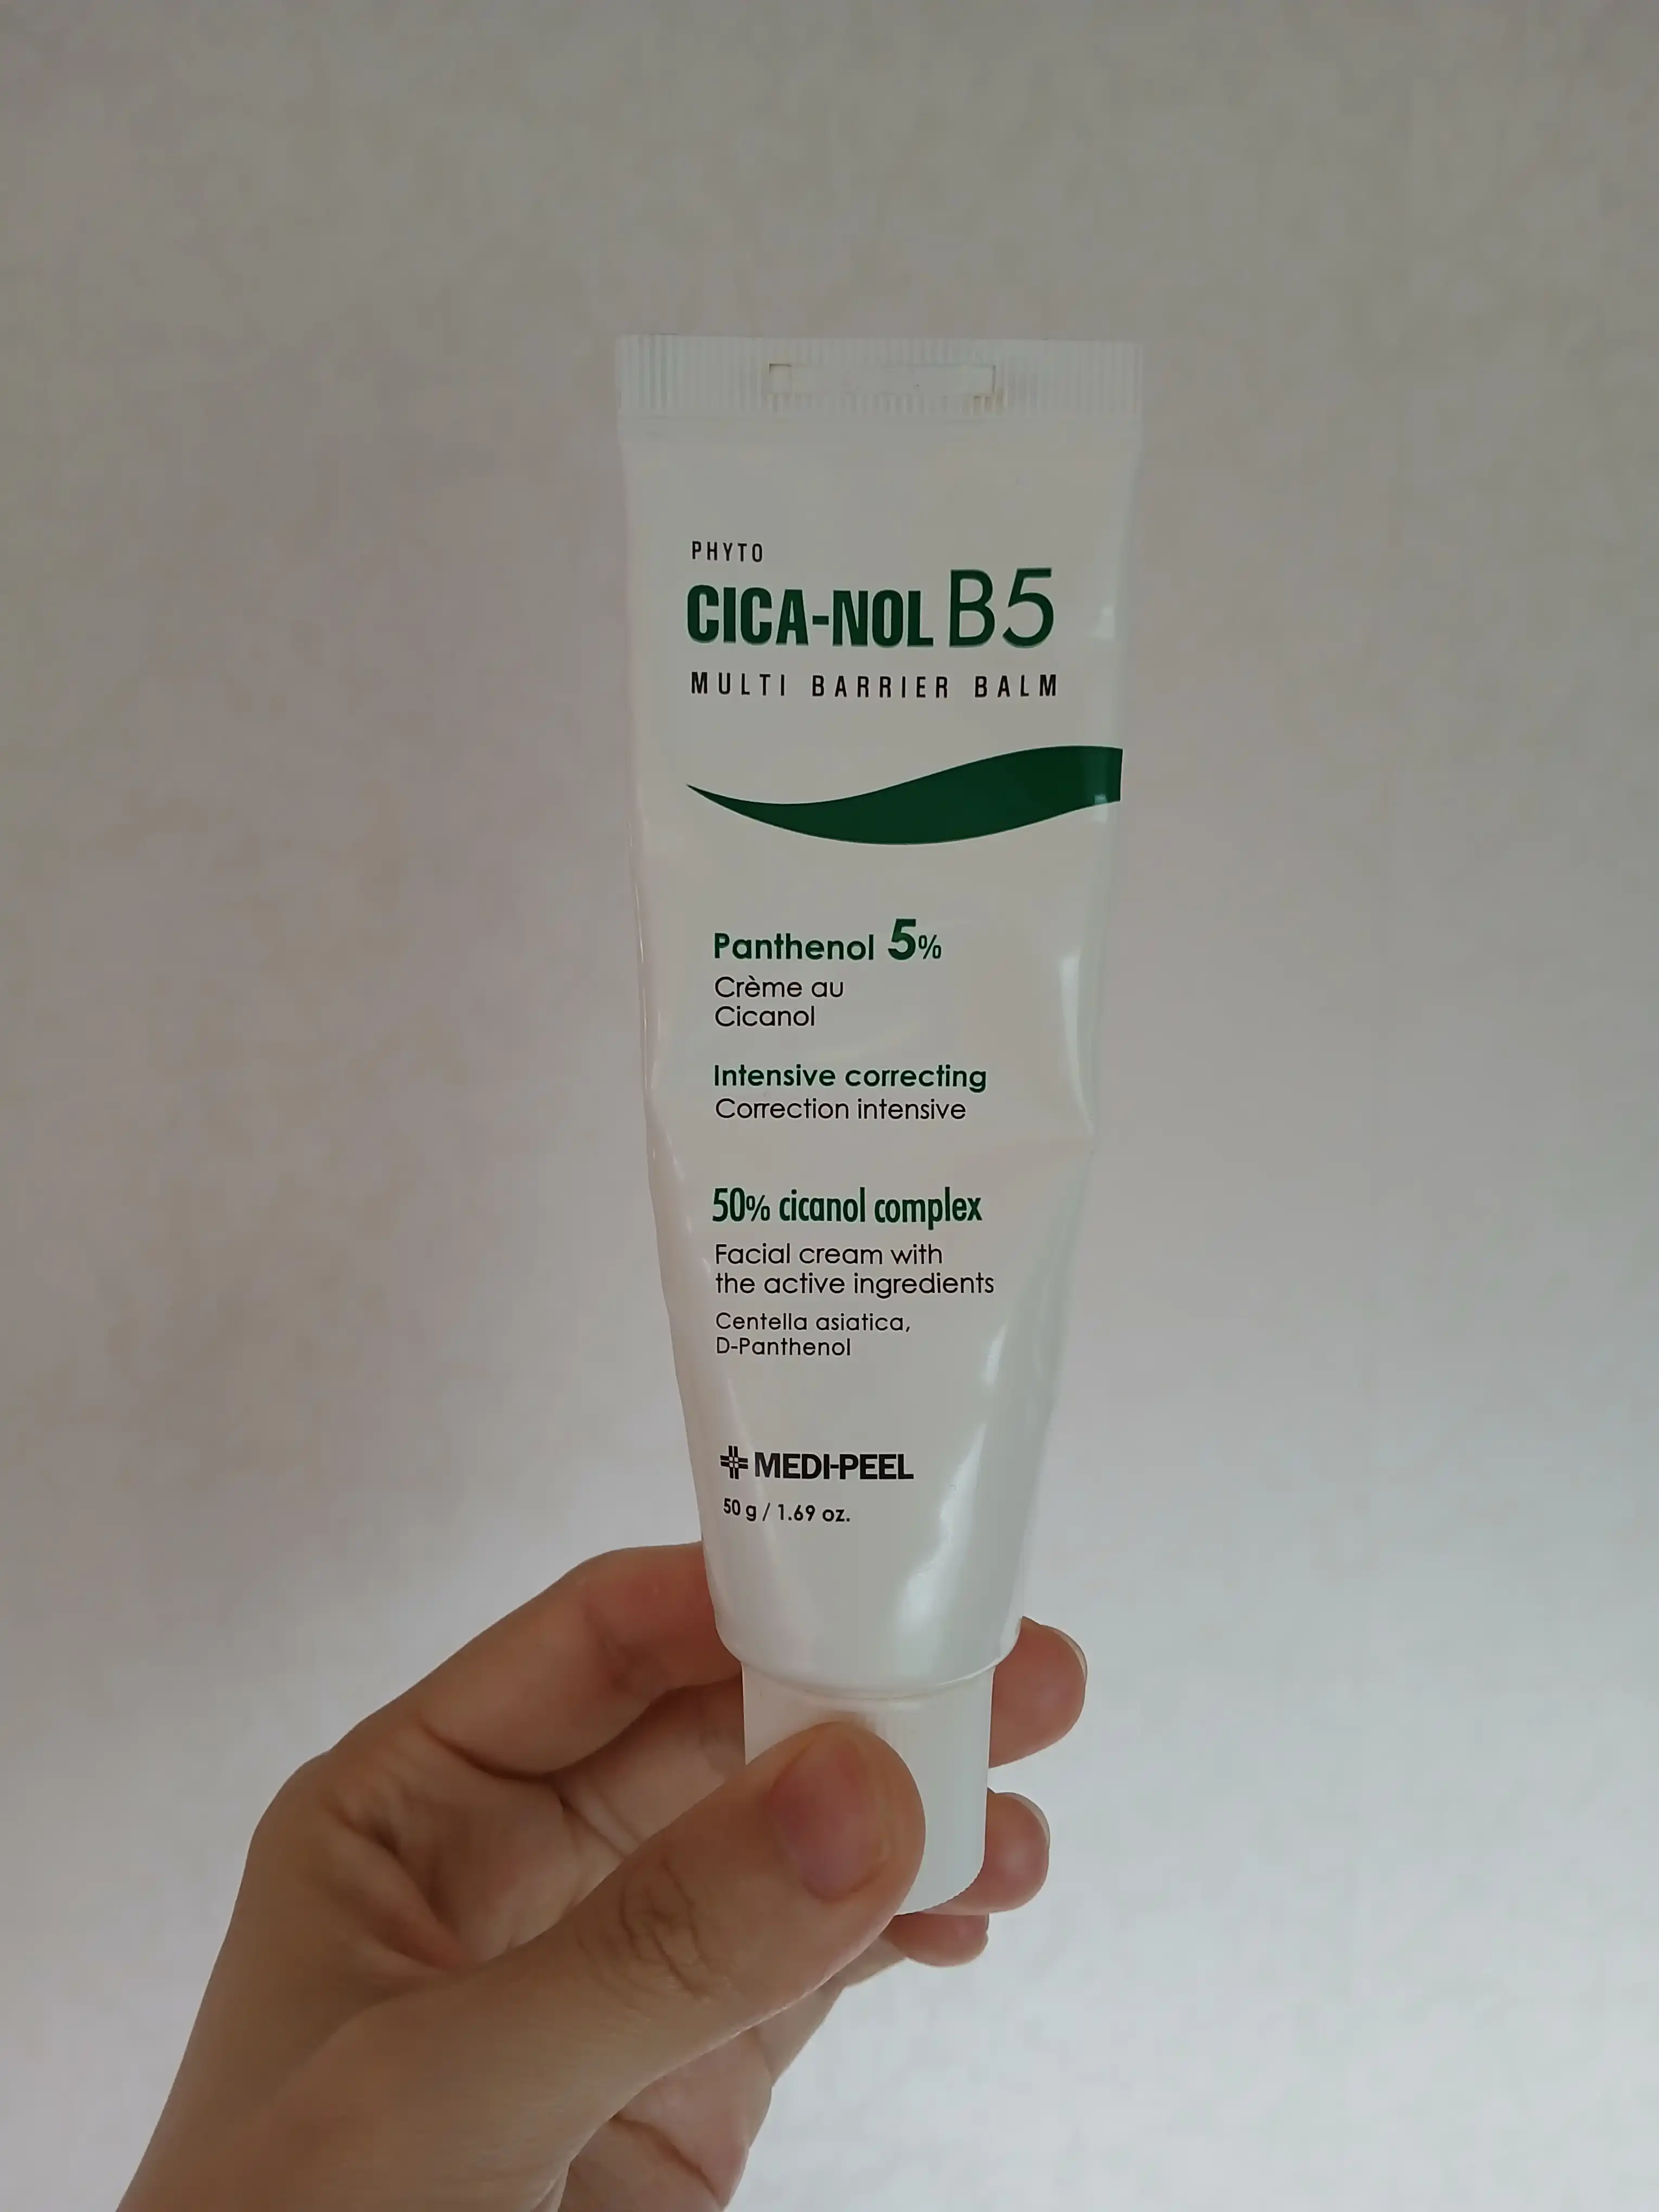 PHYTO
CICA-NOL B5
MULTI BARRIER BALM
Panthenol 5%
Crème au
Cicanol
Intensive correcting
Correction intensive
50% cicanol complex
Facial cream with
the active ingredients
Centella asiatica,
D-Panthenol
MEDI-PEEL
50 g / 1.69 oz.